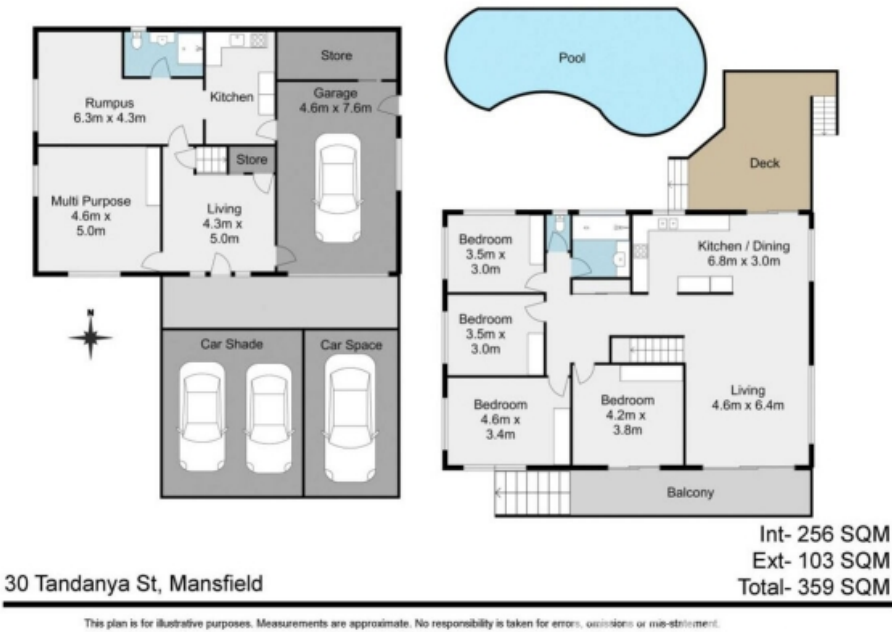 Store
Kitchen
Rumpus
6.3m x 4.3m
Garage
4.6m x 7.6m
Store
Multi Purpose
4.6m x
5.0m
Living
4.3m x
5.0m
N
Car Shade
Car Space
Pool
Deck
Bedroom
3.5m x
3.0m
Kitchen / Dining
6.8m x 3.0m
Bedroom
3.5m x
3.0m
Bedroom
4.6m x
3.4m
Bedroom
4.2m x
3.8m
Living
4.6m x 6.4m
Balcony
Int- 256 SQM
Ext- 103 SQM
Total- 359 SQM
30 Tandanya St, Mansfield
This plan is for illustrative purposes. Measurements are approximate. No responsibility is taken for errors, omissions or mis-statement.